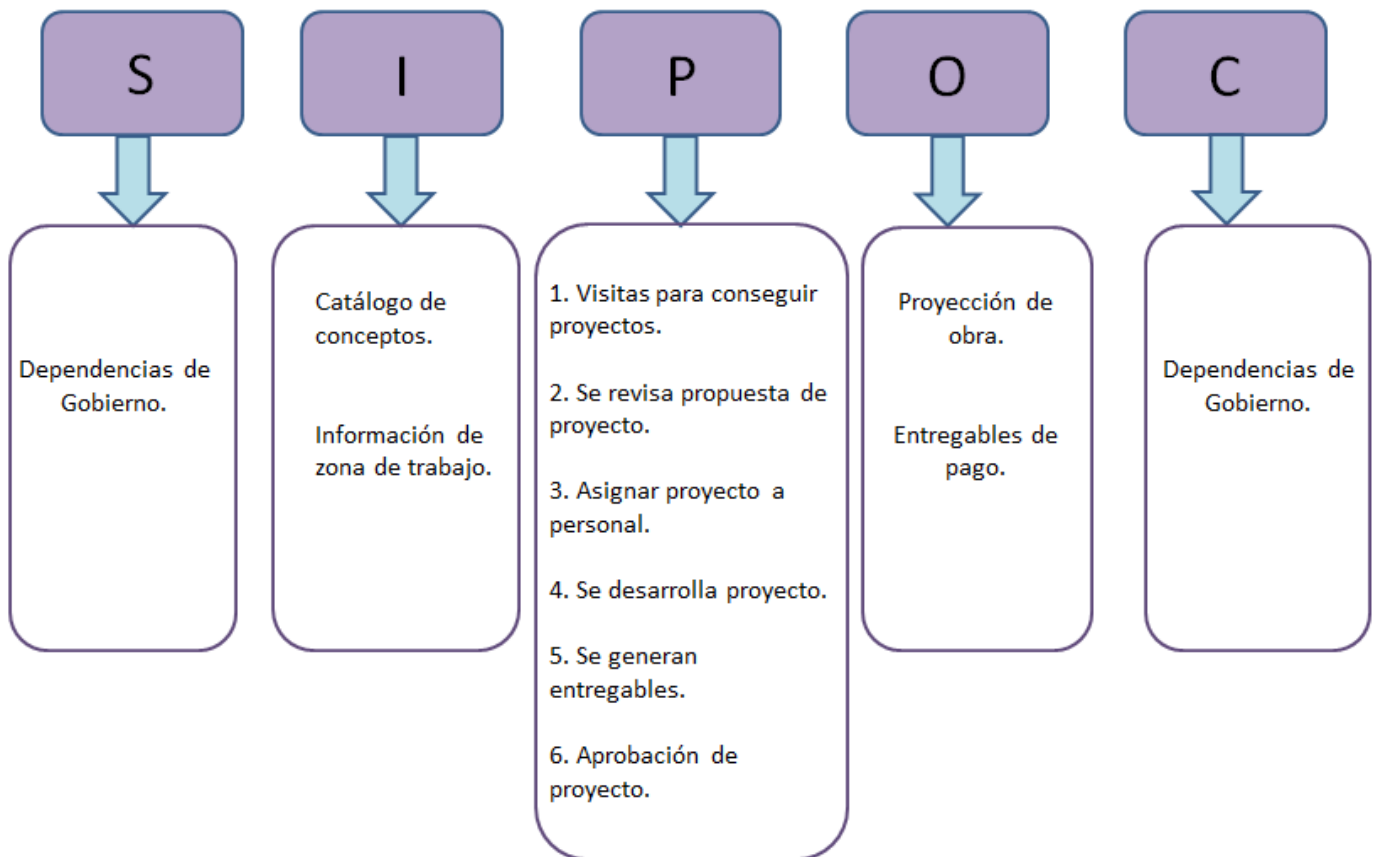 S
I
P
O
C
Dependencias de
Gobierno.
Catálogo de
conceptos.
Información de
zona de trabajo.
1. Visitas para conseguir
proyectos.
2. Se revisa propuesta de
proyecto.
3. Asignar proyecto a
personal.
4. Se desarrolla proyecto.
5. Se generan
entregables.
6. Aprobación de
proyecto.
Proyección de
obra.
Entregables de
pago.
Dependencias de
Gobierno.